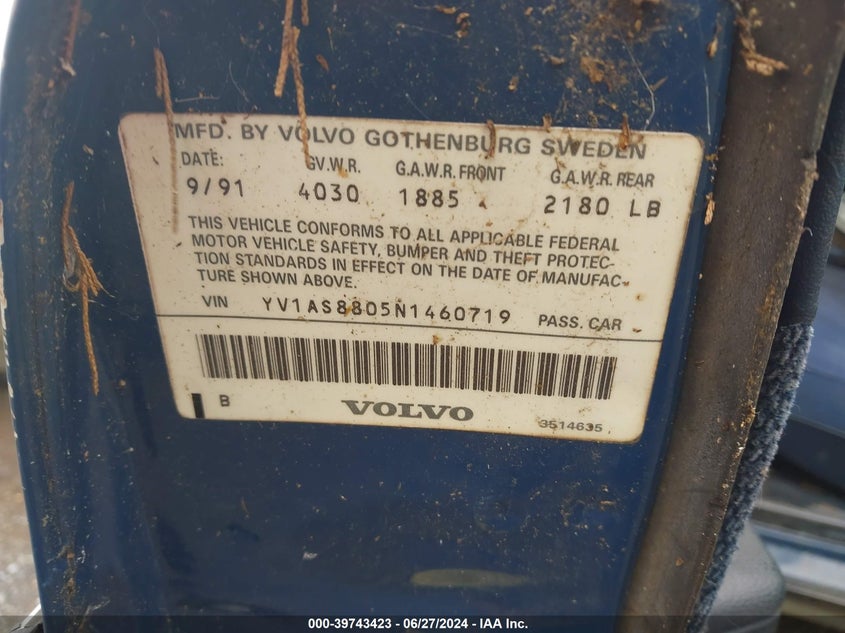 MFD. BY VOLVO GOTHENBURG SWEDEN
DATE: GV.W.R. G.A.W.R. FRONT G.A.W.R. REAR
9/91 4030 1885 2180 LB
THIS VEHICLE CONFORMS TO ALL APPLICABLE FEDERAL
MOTOR VEHICLE SAFETY, BUMPER AND THEFT PROTEC-
TION STANDARDS IN EFFECT ON THE DATE OF MANUFAC-
TURE SHOWN ABOVE.
VIN YV1AS8805N1460719 PASS. CAR
B VOLVO 3514635
000-39743423 - 06/27/2024 - IAA Inc.